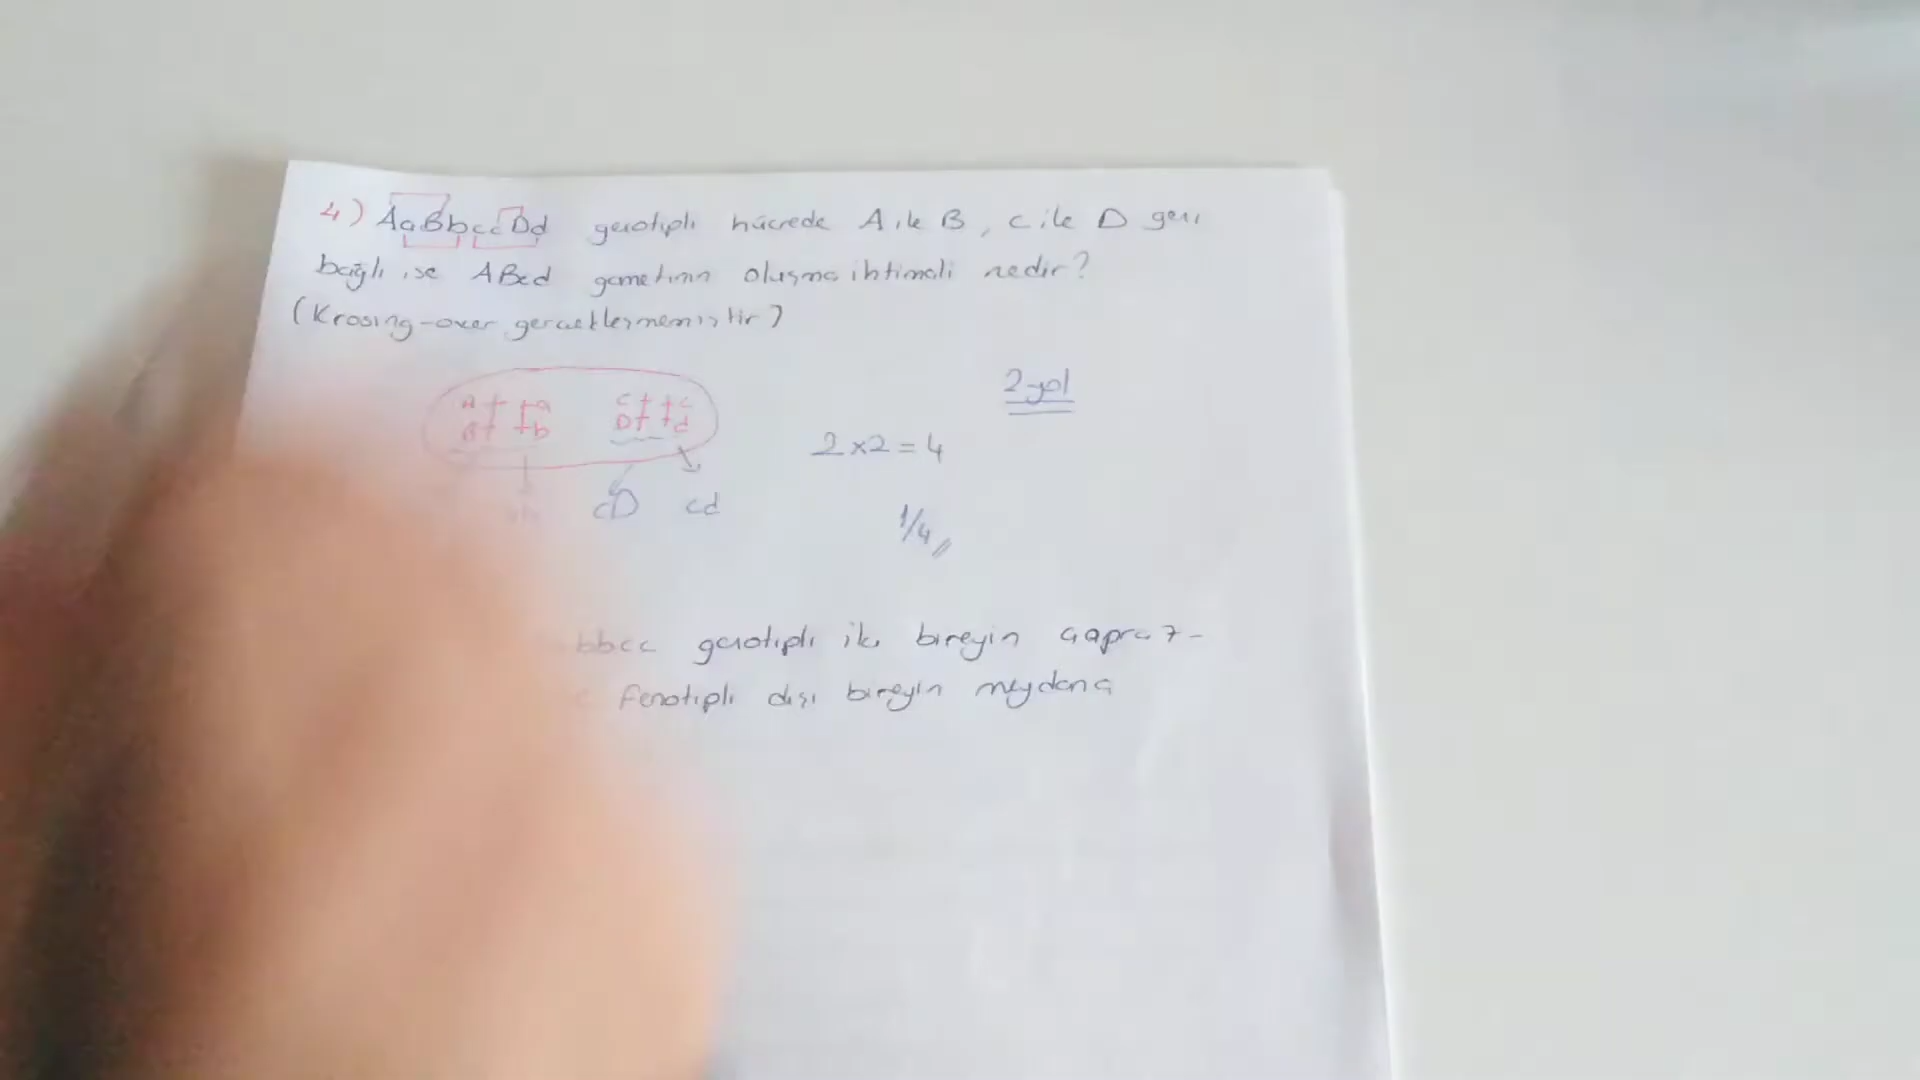 4) AaBbccDd genotipli hücrede A ile B, c ile D geni
bağlı ise ABcd gametinin oluşma ihtimali nedir?
(Krosing-over gerçekleşmemiştir)
2.yol
A a c c
B b D d
2x2=4
cD cd
1/4
bbcc genotipli iki bireyin çapraz-
fenotipli dişi bireyin meydana